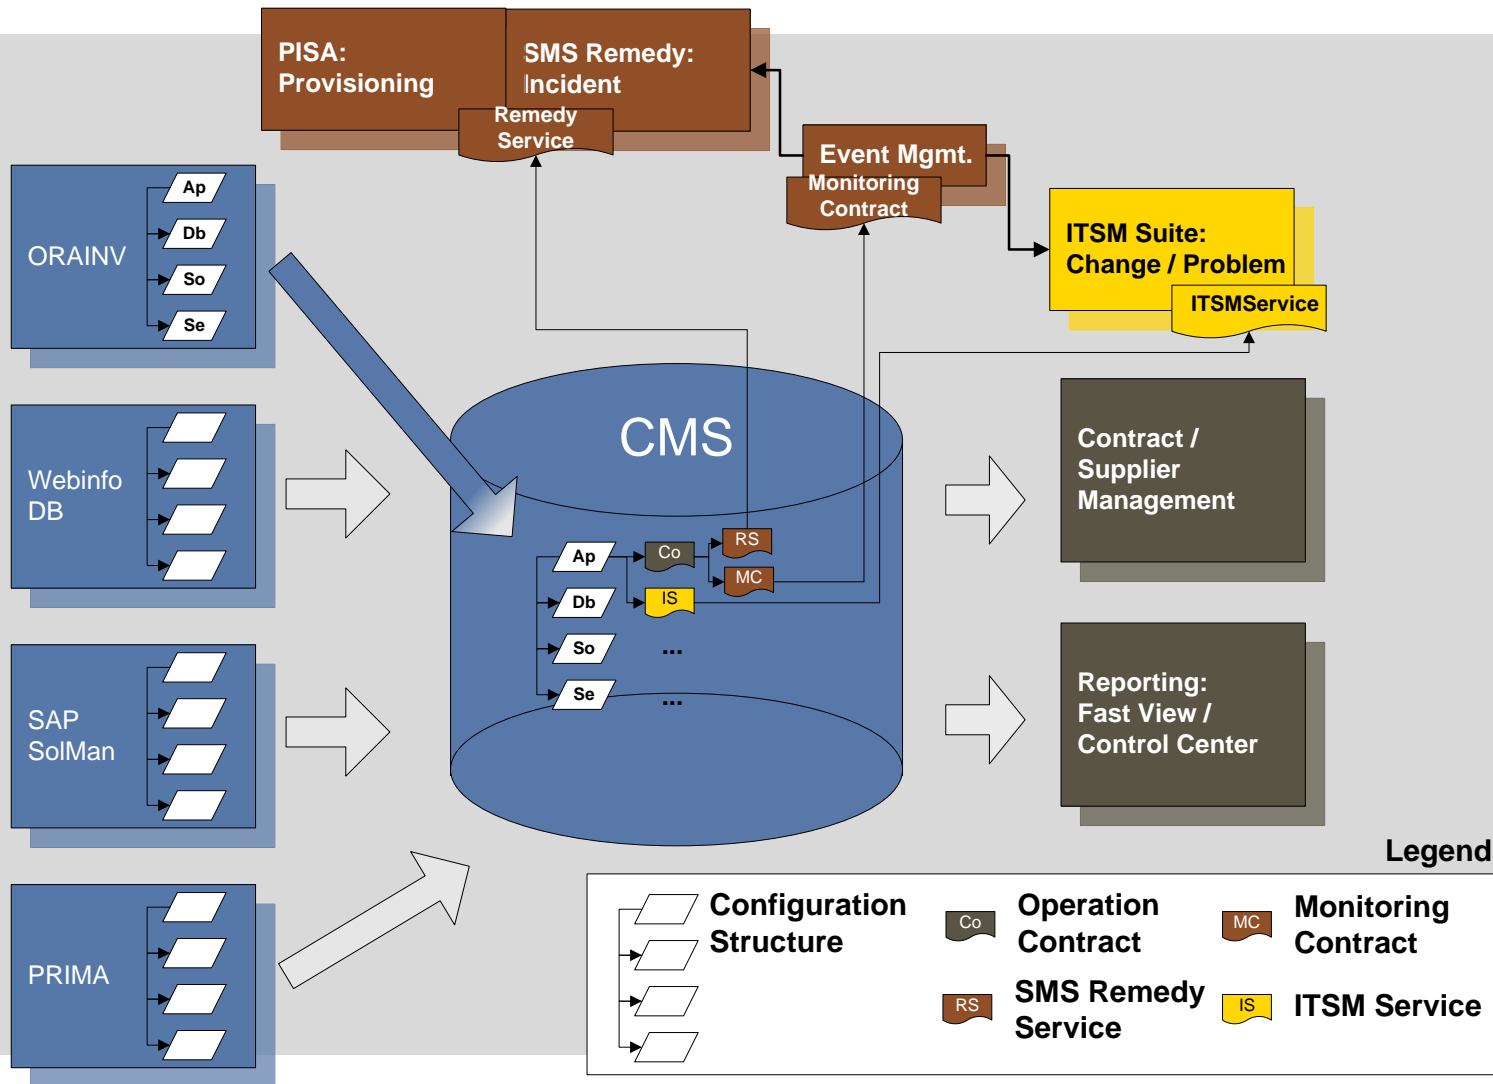 PISA:
Provisioning
SMS Remedy:
Incident
Remedy
Service
Event Mgmt.
Monitoring
Contract
ITSM Suite:
Change / Problem
ITSMService
ORAINV
Ap
Db
So
Se
Webinfo
DB
SAP
SolMan
PRIMA
CMS
Ap
Co
RS
MC
Db
IS
So
...
Se
...
Contract /
Supplier
Management
Reporting:
Fast View /
Control Center
Legend
Configuration
Structure
Co
Operation
Contract
MC
Monitoring
Contract
RS
SMS Remedy
Service
IS
ITSM Service